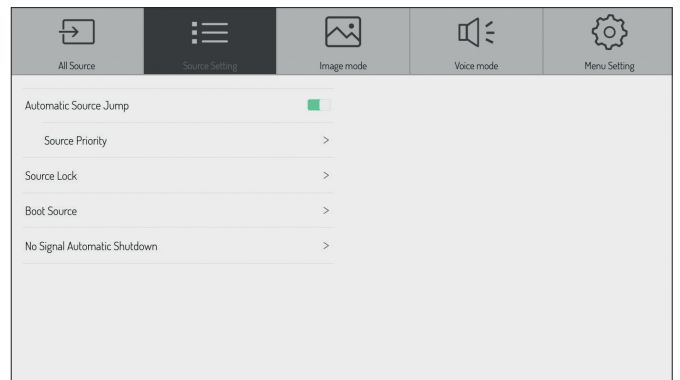 All Source
Source Setting
Image mode
Voice mode
Menu Setting
Automatic Source Jump
Source Priority >
Source Lock >
Boot Source >
No Signal Automatic Shutdown >